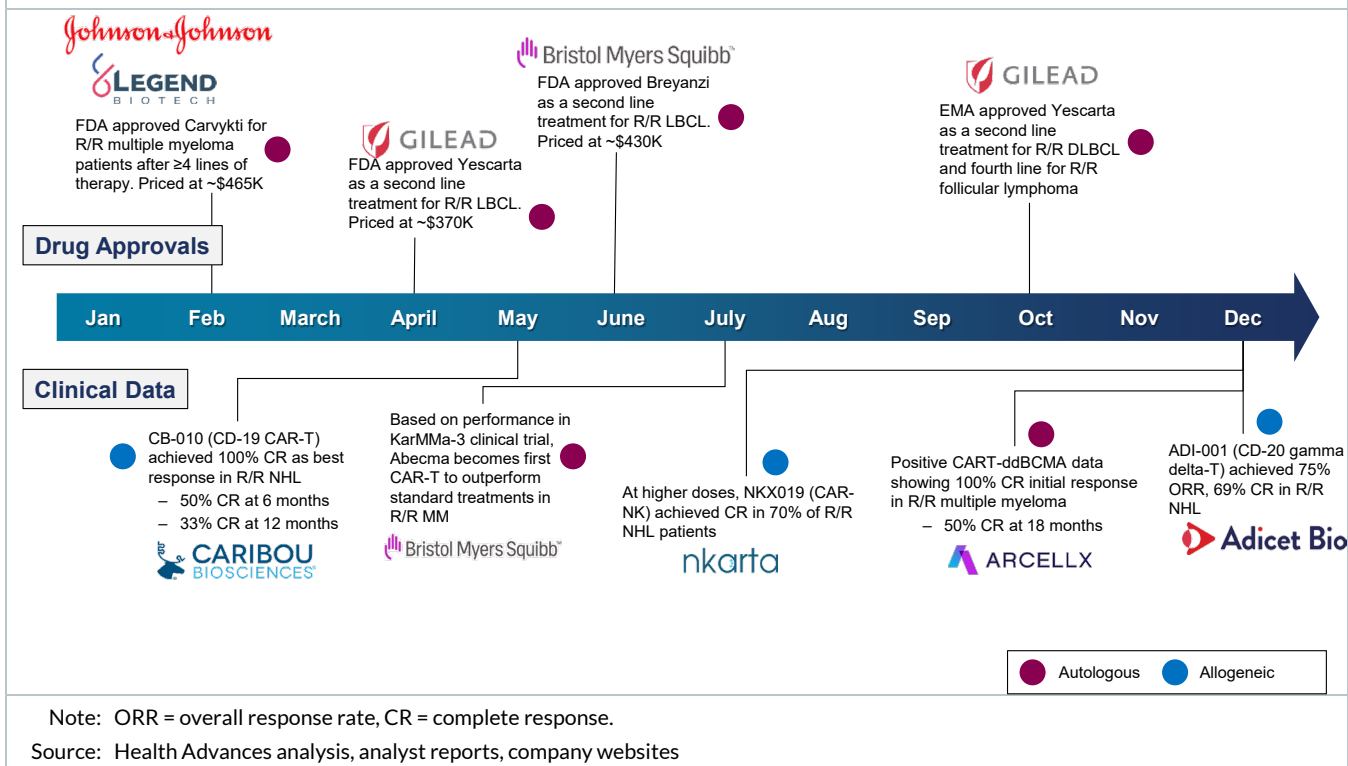 Johnson & Johnson
LEGEND
BIOTECH
FDA approved Carvykti for
R/R multiple myeloma
patients after ≥4 lines of
therapy. Priced at ~$465K
GILEAD
FDA approved Yescarta
as a second line
treatment for R/R LBCL.
Priced at ~$370K
Bristol Myers Squibb™
FDA approved Breyanzi
as a second line
treatment for R/R LBCL.
Priced at ~$430K
GILEAD
EMA approved Yescarta
as a second line
treatment for R/R DLBCL
and fourth line for R/R
follicular lymphoma
Drug Approvals
Jan Feb March April May June July Aug Sep Oct Nov Dec
Clinical Data
CB-010 (CD-19 CAR-T)
achieved 100% CR as best
response in R/R NHL
– 50% CR at 6 months
– 33% CR at 12 months
CARIBOU
BIOSCIENCES®
Based on performance in
KarMMa-3 clinical trial,
Abecma becomes first
CAR-T to outperform
standard treatments in
R/R MM
Bristol Myers Squibb™
At higher doses, NKX019 (CAR-
NK) achieved CR in 70% of R/R
NHL patients
nkarta
Positive CART-ddBCMA data
showing 100% CR initial response
in R/R multiple myeloma
– 50% CR at 18 months
ARCELLX
ADI-001 (CD-20 gamma
delta-T) achieved 75%
ORR, 69% CR in R/R
NHL
Adicet Bio
Autologous Allogeneic
Note: ORR = overall response rate, CR = complete response.
Source: Health Advances analysis, analyst reports, company websites